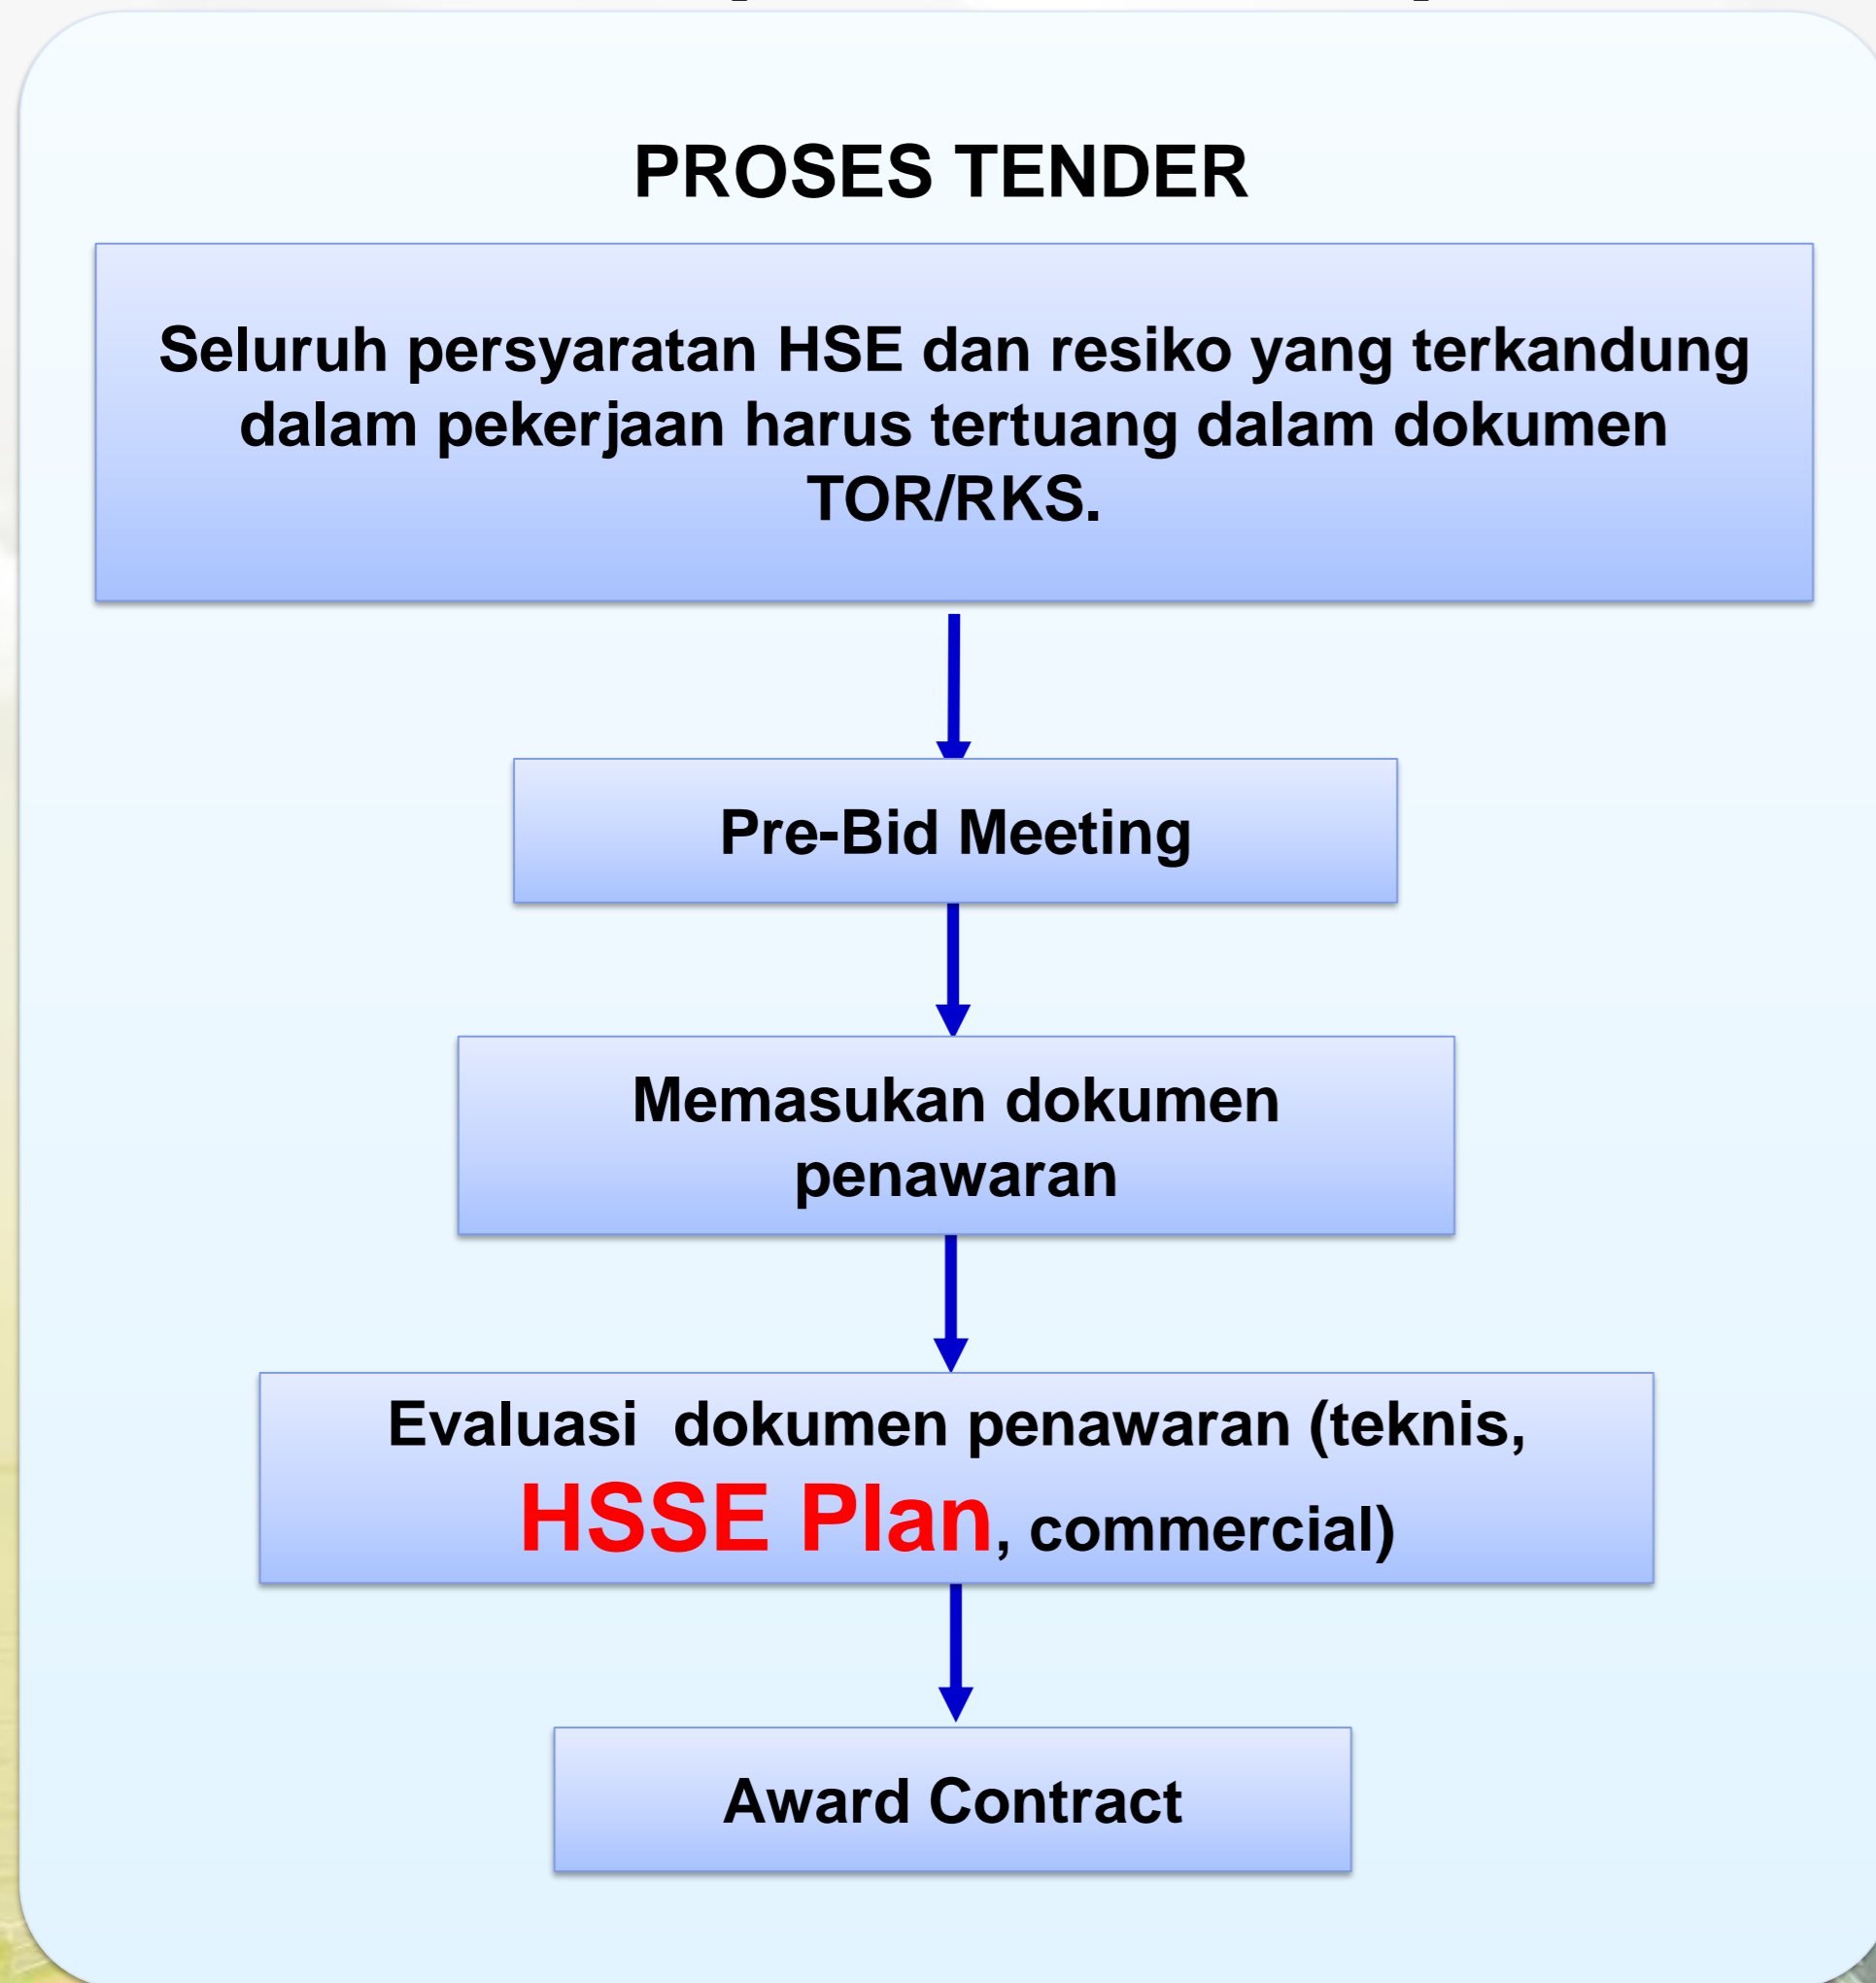 PROSES TENDER
Seluruh persyaratan HSE dan resiko yang terkandung
dalam pekerjaan harus tertuang dalam dokumen
TOR/RKS.
Pre-Bid Meeting
Memasukan dokumen
penawaran
Evaluasi  dokumen penawaran (teknis,
HSSE Plan, commercial)
Award Contract